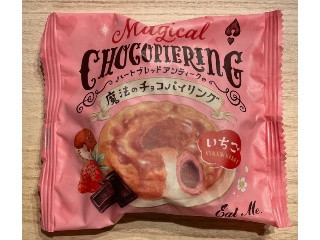 Magical
CHOCOPIERING
ハートブレッドアンティークの
魔法のチョコパイリング
いちご
STRAWBERRY
Eat Me.